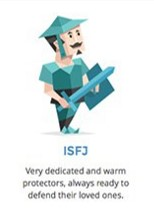 ISFJ
Very dedicated and warm
protectors, always ready to
defend their loved ones.